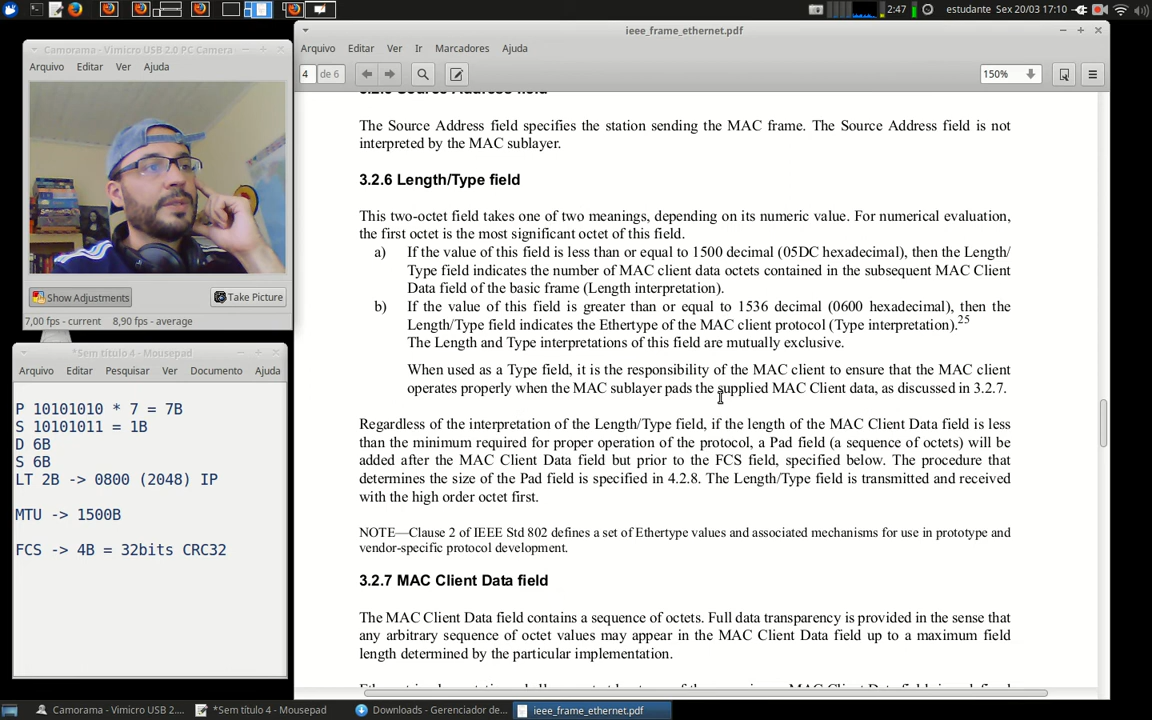 2:47
estudante Sex 20/03 17:10
Camorama - Vimicro USB 2.0 PC Camera
Arquivo Editar Ver Ajuda
Show Adjustments
Take Picture
7,00 fps - current 8,90 fps - average
*Sem título 4 - Mousepad
Arquivo Editar Pesquisar Ver Documento Ajuda
P 10101010 * 7 = 7B
S 10101011 = 1B
D 6B
S 6B
LT 2B -> 0800 (2048) IP
MTU -> 1500B
FCS -> 4B = 32bits CRC32
ieee_frame_ethernet.pdf
Arquivo Editar Ver Ir Marcadores Ajuda
4 de 6
150%
Source Address field
The Source Address field specifies the station sending the MAC frame. The Source Address field is not
interpreted by the MAC sublayer.
3.2.6 Length/Type field
This two-octet field takes one of two meanings, depending on its numeric value. For numerical evaluation,
the first octet is the most significant octet of this field.
a) If the value of this field is less than or equal to 1500 decimal (05DC hexadecimal), then the Length/
Type field indicates the number of MAC client data octets contained in the subsequent MAC Client
Data field of the basic frame (Length interpretation).
b) If the value of this field is greater than or equal to 1536 decimal (0600 hexadecimal), then the
Length/Type field indicates the Ethertype of the MAC client protocol (Type interpretation).25
The Length and Type interpretations of this field are mutually exclusive.
When used as a Type field, it is the responsibility of the MAC client to ensure that the MAC client
operates properly when the MAC sublayer pads the supplied MAC Client data, as discussed in 3.2.7.
Regardless of the interpretation of the Length/Type field, if the length of the MAC Client Data field is less
than the minimum required for proper operation of the protocol, a Pad field (a sequence of octets) will be
added after the MAC Client Data field but prior to the FCS field, specified below. The procedure that
determines the size of the Pad field is specified in 4.2.8. The Length/Type field is transmitted and received
with the high order octet first.
NOTE—Clause 2 of IEEE Std 802 defines a set of Ethertype values and associated mechanisms for use in prototype and
vendor-specific protocol development.
3.2.7 MAC Client Data field
The MAC Client Data field contains a sequence of octets. Full data transparency is provided in the sense that
any arbitrary sequence of octet values may appear in the MAC Client Data field up to a maximum field
length determined by the particular implementation.
Camorama - Vimicro USB 2....
*Sem título 4 - Mousepad
Downloads - Gerenciador de...
ieee_frame_ethernet.pdf